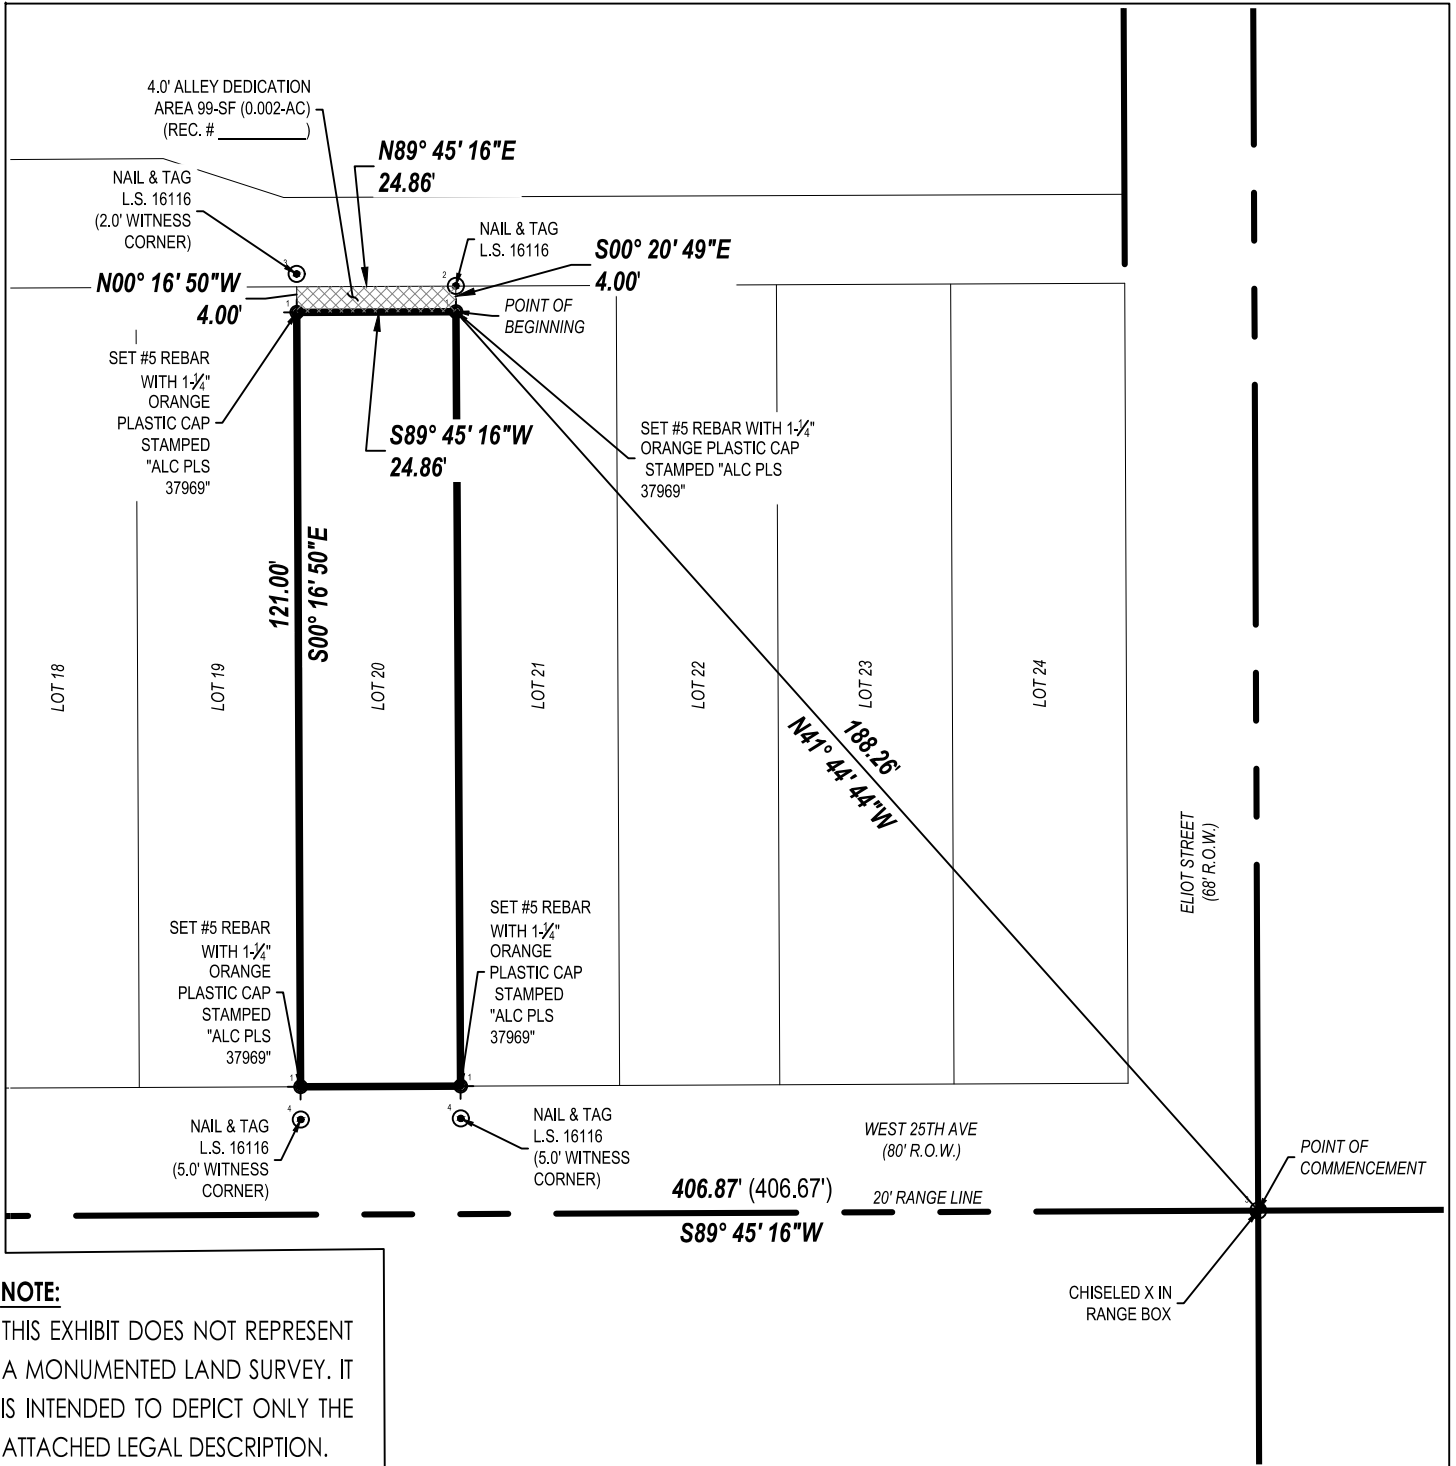 4.0' ALLEY DEDICATION
AREA 99-SF (0.002-AC)
(REC. # __________)
N89° 45' 16"E
24.86'
NAIL & TAG
L.S. 16116
(2.0' WITNESS
CORNER)
NAIL & TAG
L.S. 16116
S00° 20' 49"E
4.00'
3
2
N00° 16' 50"W
4.00'
1
1
POINT OF
BEGINNING
SET #5 REBAR
WITH 1-1/4"
ORANGE
PLASTIC CAP
STAMPED
"ALC PLS
37969"
S89° 45' 16"W
24.86'
SET #5 REBAR WITH 1-1/4"
ORANGE PLASTIC CAP
STAMPED "ALC PLS
37969"
121.00'
S00° 16' 50"E
LOT 18
LOT 19
LOT 20
LOT 21
LOT 22
LOT 23
LOT 24
188.26'
N41° 44' 44"W
ELIOT STREET
(68' R.O.W.)
SET #5 REBAR
WITH 1-1/4"
ORANGE
PLASTIC CAP
STAMPED
"ALC PLS
37969"
SET #5 REBAR
WITH 1-1/4"
ORANGE
PLASTIC CAP
STAMPED
"ALC PLS
37969"
1
1
4
4
NAIL & TAG
L.S. 16116
(5.0' WITNESS
CORNER)
NAIL & TAG
L.S. 16116
(5.0' WITNESS
CORNER)
WEST 25TH AVE
(80' R.O.W.)
POINT OF
COMMENCEMENT
406.87' (406.67')
20' RANGE LINE
S89° 45' 16"W
CHISELED X IN
RANGE BOX
NOTE:
THIS EXHIBIT DOES NOT REPRESENT
A MONUMENTED LAND SURVEY. IT
IS INTENDED TO DEPICT ONLY THE
ATTACHED LEGAL DESCRIPTION.